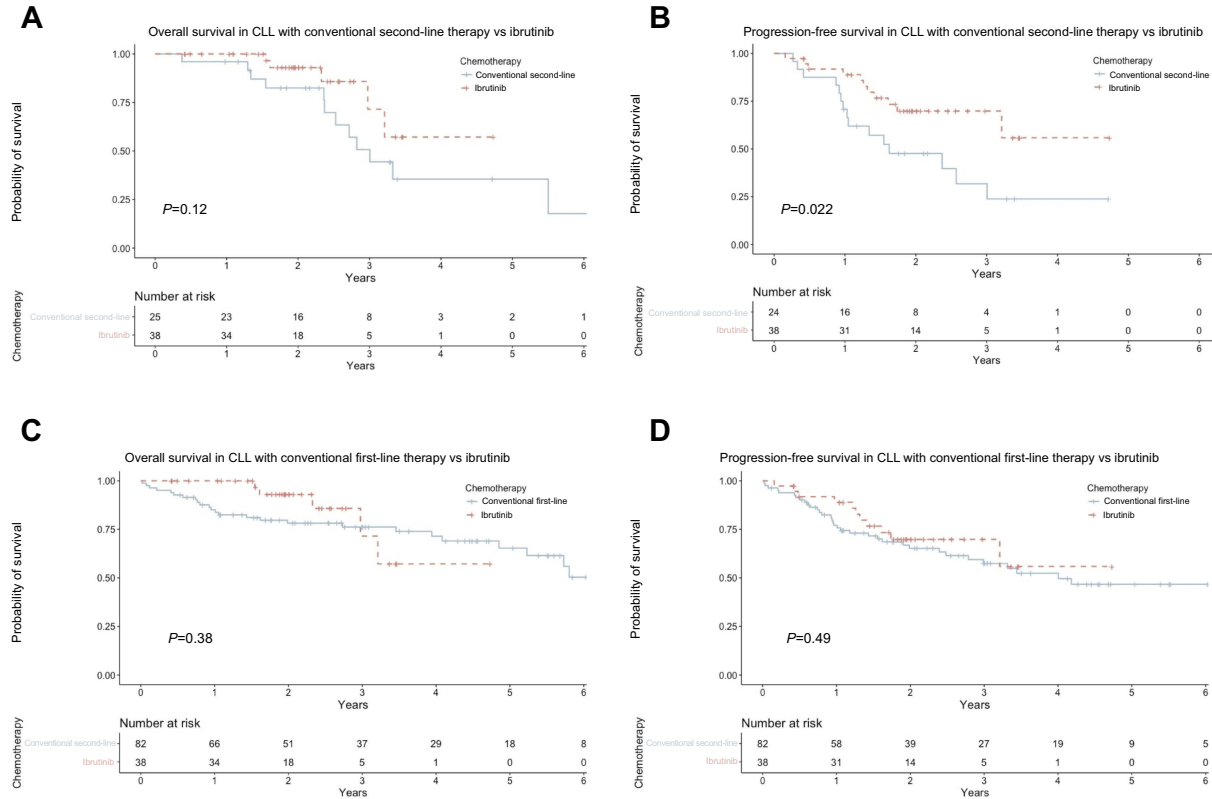 A
Overall survival in CLL with conventional second-line therapy vs ibrutinib
Probability of survival
1.00
0.75
0.50
0.25
0.00
Chemotherapy
Conventional second-line
Ibrutinib
P=0.12
0 1 2 3 4 5 6
Years
Number at risk
Chemotherapy
Conventional second-line 25 23 16 8 3 2 1
Ibrutinib 38 34 18 5 1 0 0
0 1 2 3 4 5 6
Years
B
Progression-free survival in CLL with conventional second-line therapy vs ibrutinib
Probability of survival
1.00
0.75
0.50
0.25
0.00
Chemotherapy
Conventional second-line
Ibrutinib
P=0.022
0 1 2 3 4 5 6
Years
Number at risk
Chemotherapy
Conventional second-line 24 16 8 4 1 0 0
Ibrutinib 38 31 14 5 1 0 0
0 1 2 3 4 5 6
Years
C
Overall survival in CLL with conventional first-line therapy vs ibrutinib
Probability of survival
1.00
0.75
0.50
0.25
0.00
Chemotherapy
Conventional first-line
Ibrutinib
P=0.38
0 1 2 3 4 5 6
Years
Number at risk
Chemotherapy
Conventional second-line 82 66 51 37 29 18 8
Ibrutinib 38 34 18 5 1 0 0
0 1 2 3 4 5 6
Years
D
Progression-free survival in CLL with conventional first-line therapy vs ibrutinib
Probability of survival
1.00
0.75
0.50
0.25
0.00
Chemotherapy
Conventional first-line
Ibrutinib
P=0.49
0 1 2 3 4 5 6
Years
Number at risk
Chemotherapy
Conventional second-line 82 58 39 27 19 9 5
Ibrutinib 38 31 14 5 1 0 0
0 1 2 3 4 5 6
Years